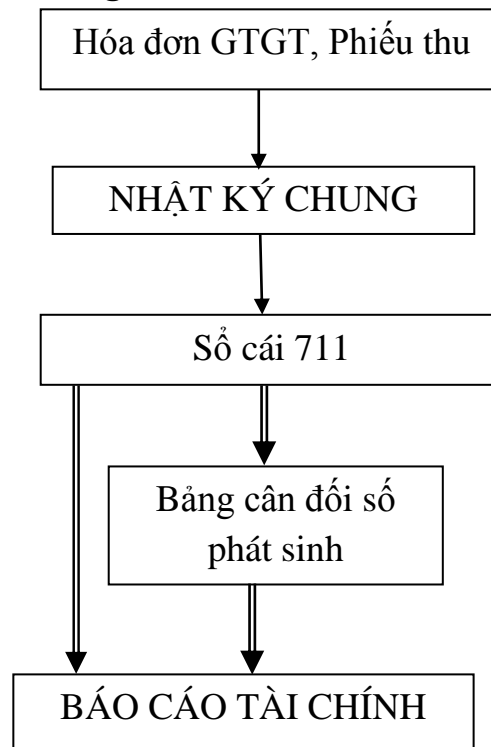 Hóa đơn GTGT, Phiếu thu
NHẬT KÝ CHUNG
Sổ cái 711
Bảng cân đối số
phát sinh
BÁO CÁO TÀI CHÍNH